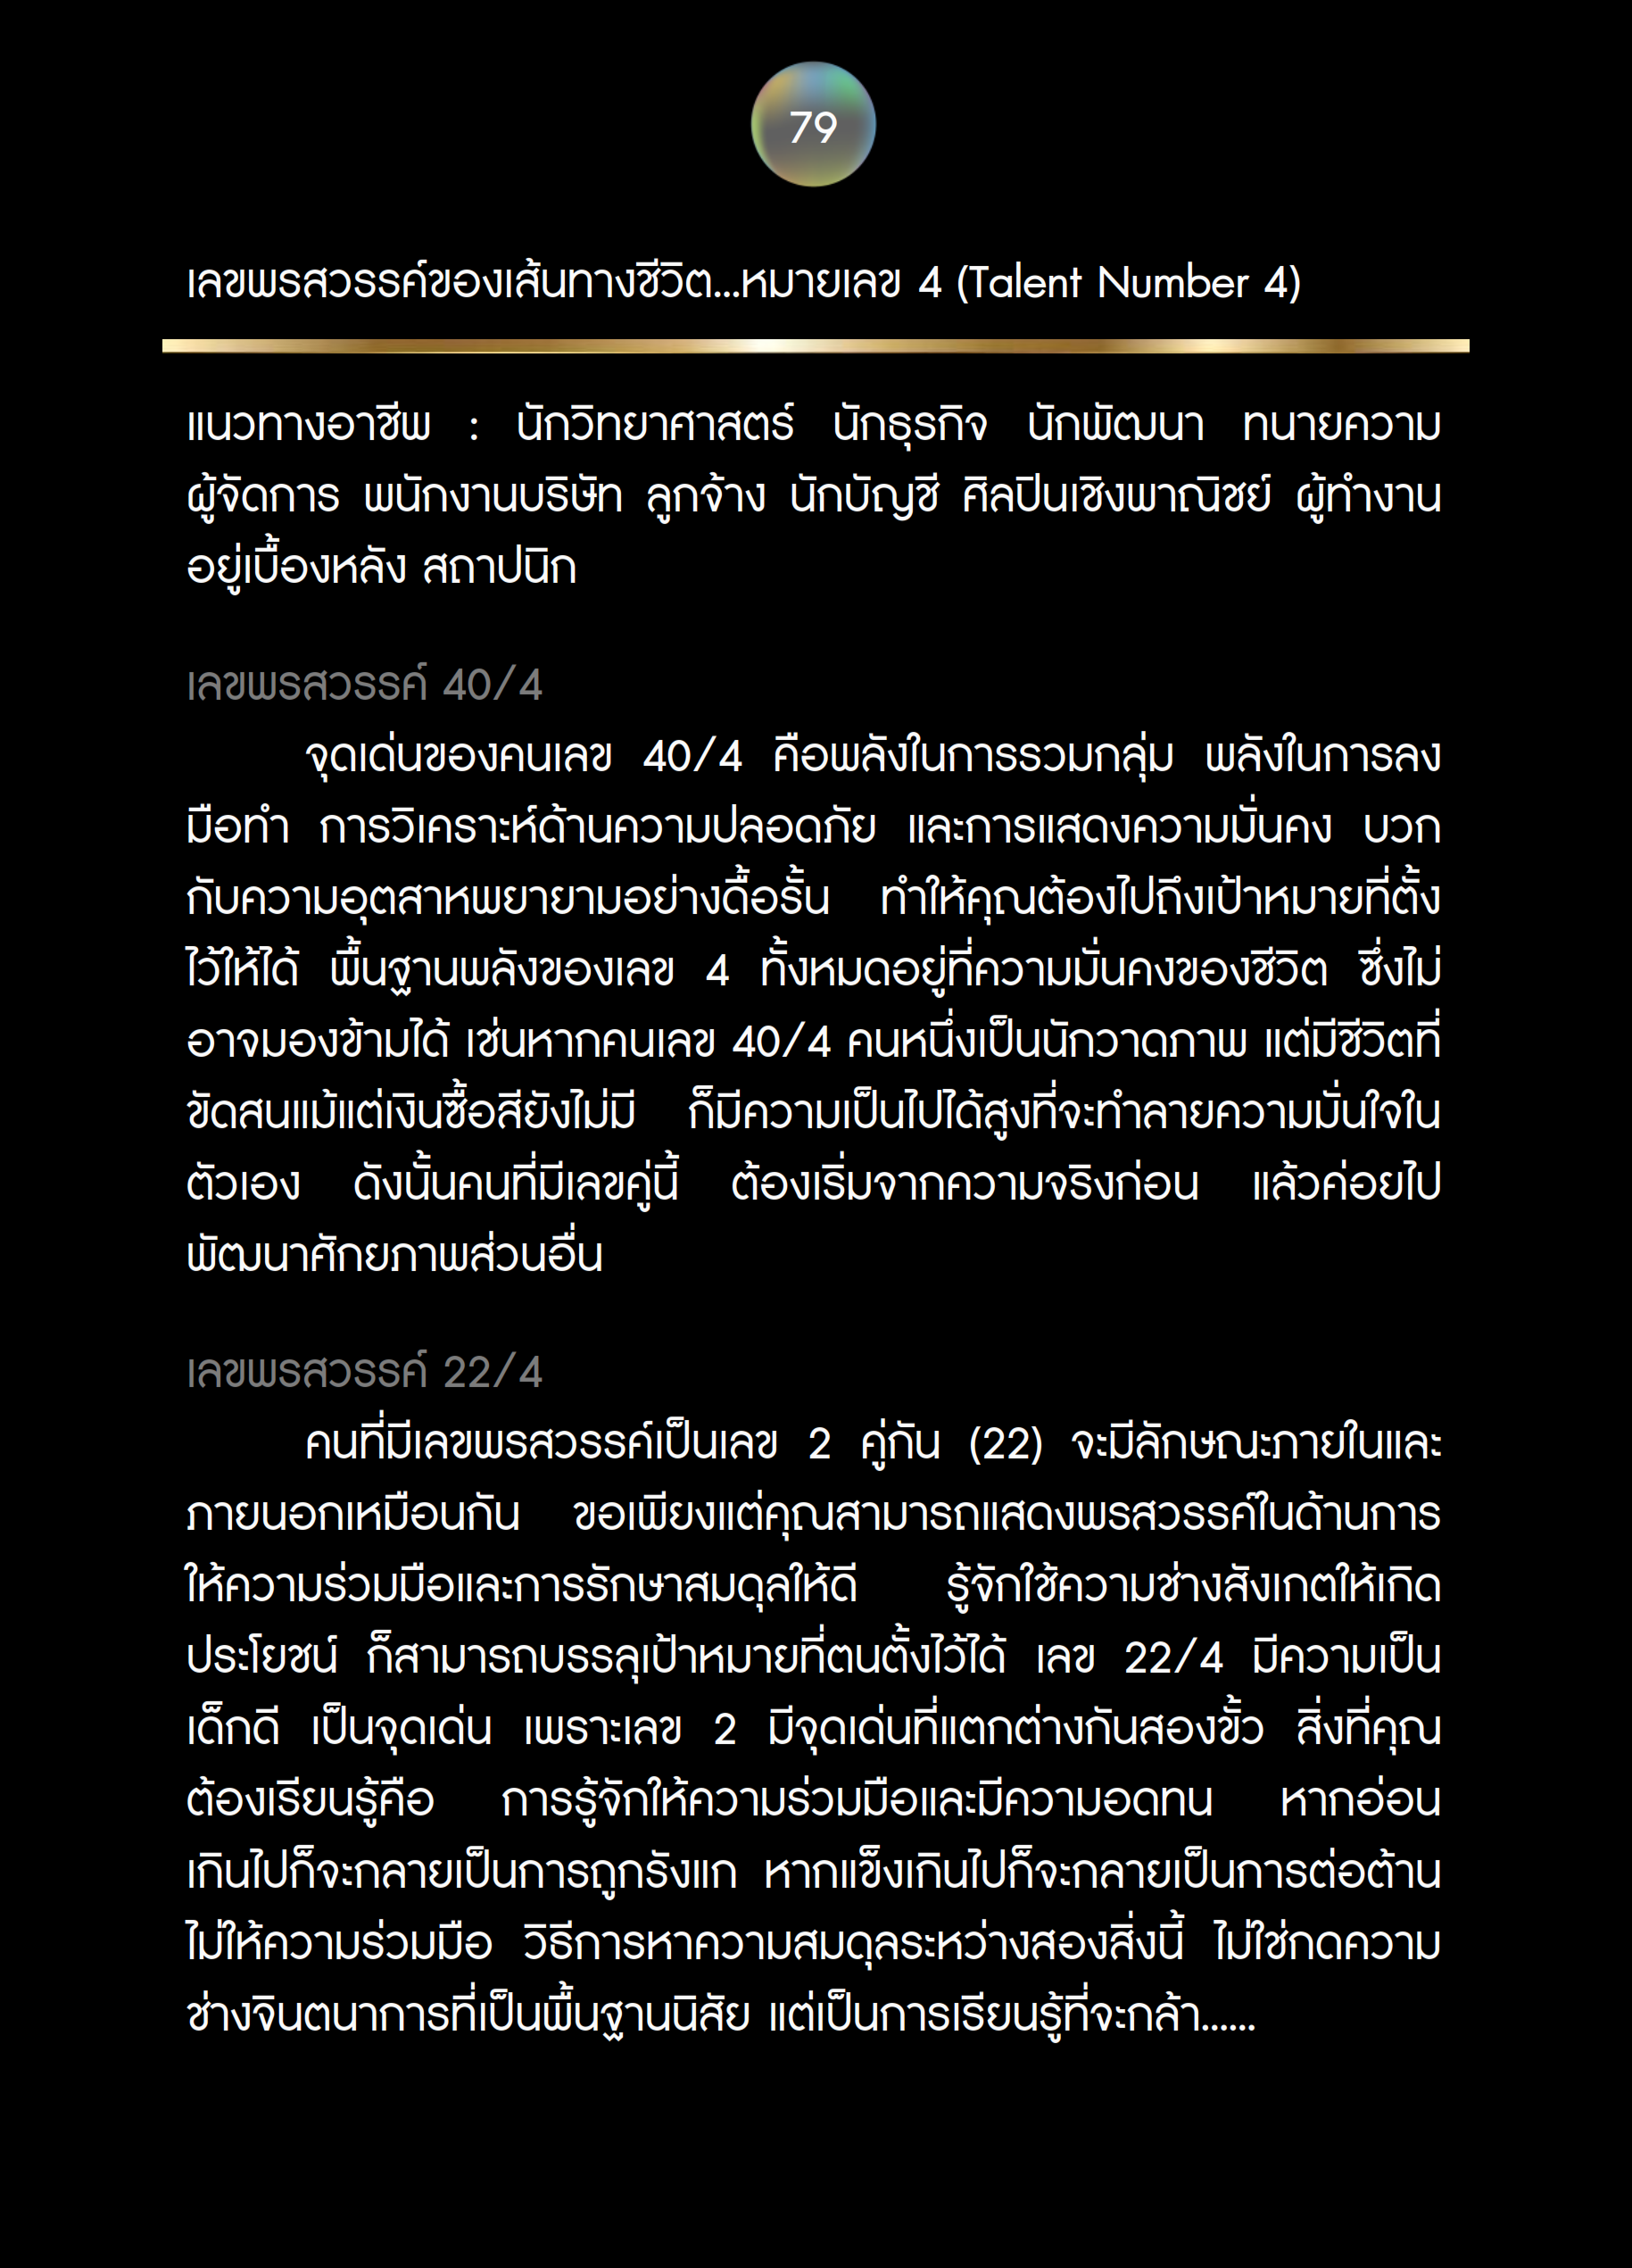 79
เลขพรสวรรค์ของเส้นทางชีวิต...หมายเลข 4 (Talent Number 4)
แนวทางอาชีพ : นักวิทยาศาสตร์ นักธุรกิจ นักพัฒนา ทนายความ
ผู้จัดการ พนักงานบริษัท ลูกจ้าง นักบัญชี ศิลปินเชิงพาณิชย์ ผู้ทำงาน
อยู่เบื้องหลัง สถาปนิก
เลขพรสวรรค์ 40/4
จุดเด่นของคนเลข 40/4 คือพลังในการรวมกลุ่ม พลังในการลง
มือทำ การวิเคราะห์ด้านความปลอดภัย และการแสดงความมั่นคง บวก
กับความอุตสาหพยายามอย่างดื้อรั้น ทำให้คุณต้องไปถึงเป้าหมายที่ตั้ง
ไว้ให้ได้ พื้นฐานพลังของเลข 4 ทั้งหมดอยู่ที่ความมั่นคงของชีวิต ซึ่งไม่
อาจมองข้ามได้ เช่นหากคนเลข 40/4 คนหนึ่งเป็นนักวาดภาพ แต่มีชีวิตที่
ขัดสนแม้แต่เงินซื้อสียังไม่มี ก็มีความเป็นไปได้สูงที่จะทำลายความมั่นใจใน
ตัวเอง ดังนั้นคนที่มีเลขคู่นี้ ต้องเริ่มจากความจริงก่อน แล้วค่อยไป
พัฒนาศักยภาพส่วนอื่น
เลขพรสวรรค์ 22/4
คนที่มีเลขพรสวรรค์เป็นเลข 2 คู่กัน (22) จะมีลักษณะภายในและ
ภายนอกเหมือนกัน ขอเพียงแต่คุณสามารถแสดงพรสวรรค์ในด้านการ
ให้ความร่วมมือและการรักษาสมดุลให้ดี รู้จักใช้ความช่างสังเกตให้เกิด
ประโยชน์ ก็สามารถบรรลุเป้าหมายที่ตนตั้งไว้ได้ เลข 22/4 มีความเป็น
เด็กดี เป็นจุดเด่น เพราะเลข 2 มีจุดเด่นที่แตกต่างกันสองขั้ว สิ่งที่คุณ
ต้องเรียนรู้คือ การรู้จักให้ความร่วมมือและมีความอดทน หากอ่อน
เกินไปก็จะกลายเป็นการถูกรังแก หากแข็งเกินไปก็จะกลายเป็นการต่อต้าน
ไม่ให้ความร่วมมือ วิธีการหาความสมดุลระหว่างสองสิ่งนี้ ไม่ใช่กดความ
ช่างจินตนาการที่เป็นพื้นฐานนิสัย แต่เป็นการเรียนรู้ที่จะกล้า......